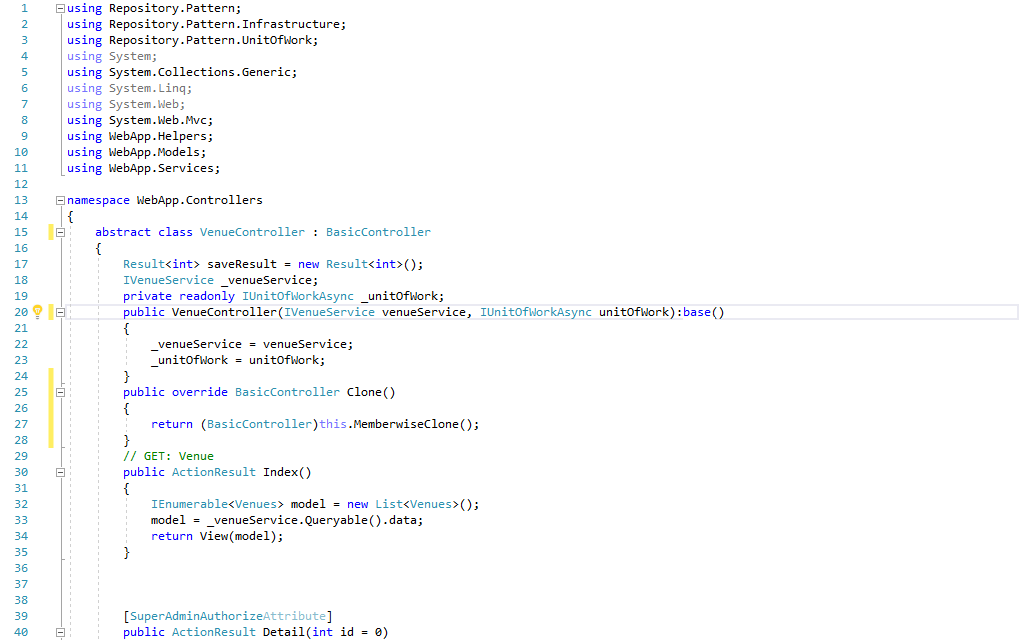 1 using Repository.Pattern;
2 using Repository.Pattern.Infrastructure;
3 using Repository.Pattern.UnitOfWork;
4 using System;
5 using System.Collections.Generic;
6 using System.Linq;
7 using System.Web;
8 using System.Web.Mvc;
9 using WebApp.Helpers;
10 using WebApp.Models;
11 using WebApp.Services;
12
13 namespace WebApp.Controllers
14 {
15 abstract class VenueController : BasicController
16 {
17 Result<int> saveResult = new Result<int>();
18 IVenueService _venueService;
19 private readonly IUnitOfWorkAsync _unitOfWork;
20 public VenueController(IVenueService venueService, IUnitOfWorkAsync unitOfWork):base()
21 {
22 _venueService = venueService;
23 _unitOfWork = unitOfWork;
24 }
25 public override BasicController Clone()
26 {
27 return (BasicController)this.MemberwiseClone();
28 }
29 // GET: Venue
30 public ActionResult Index()
31 {
32 IEnumerable<Venues> model = new List<Venues>();
33 model = _venueService.Queryable().data;
34 return View(model);
35 }
36
37
38
39 [SuperAdminAuthorizeAttribute]
40 public ActionResult Detail(int id = 0)